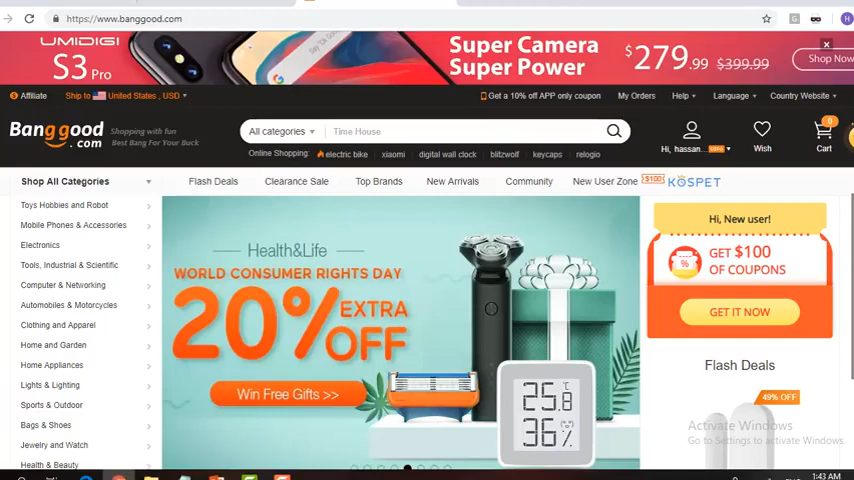 https://www.banggood.com
UMIDIGI
S3 Pro
Super Camera
Super Power
$279.99 $399.99
Shop Now
Affiliate
Ship to United States , USD
Get a 10% off APP only coupon
My Orders
Help
Language
Country Website
Banggood
.com
Shopping with fun
Best Bang For Your Buck
All categories
Time House
Hi, hassan...
Wish
0
Cart
Online Shopping:
electric bike
xiaomi
digital wall clock
blitzwolf
keycaps
relogio
Shop All Categories
Flash Deals
Clearance Sale
Top Brands
New Arrivals
Community
New User Zone
$100
KOSPET
Toys Hobbies and Robot
Mobile Phones & Accessories
Electronics
Tools, Industrial & Scientific
Computer & Networking
Automobiles & Motorcycles
Clothing and Apparel
Home and Garden
Home Appliances
Lights & Lighting
Sports & Outdoor
Bags & Shoes
Jewelry and Watch
Health & Beauty
Health&Life
WORLD CONSUMER RIGHTS DAY
20% EXTRA OFF
Win Free Gifts >>
25.8 °C
36%
Hi, New user!
GET $100
OF COUPONS
GET IT NOW
Flash Deals
49% OFF
Activate Windows
Go to Settings to activate Windows.
1:43 AM